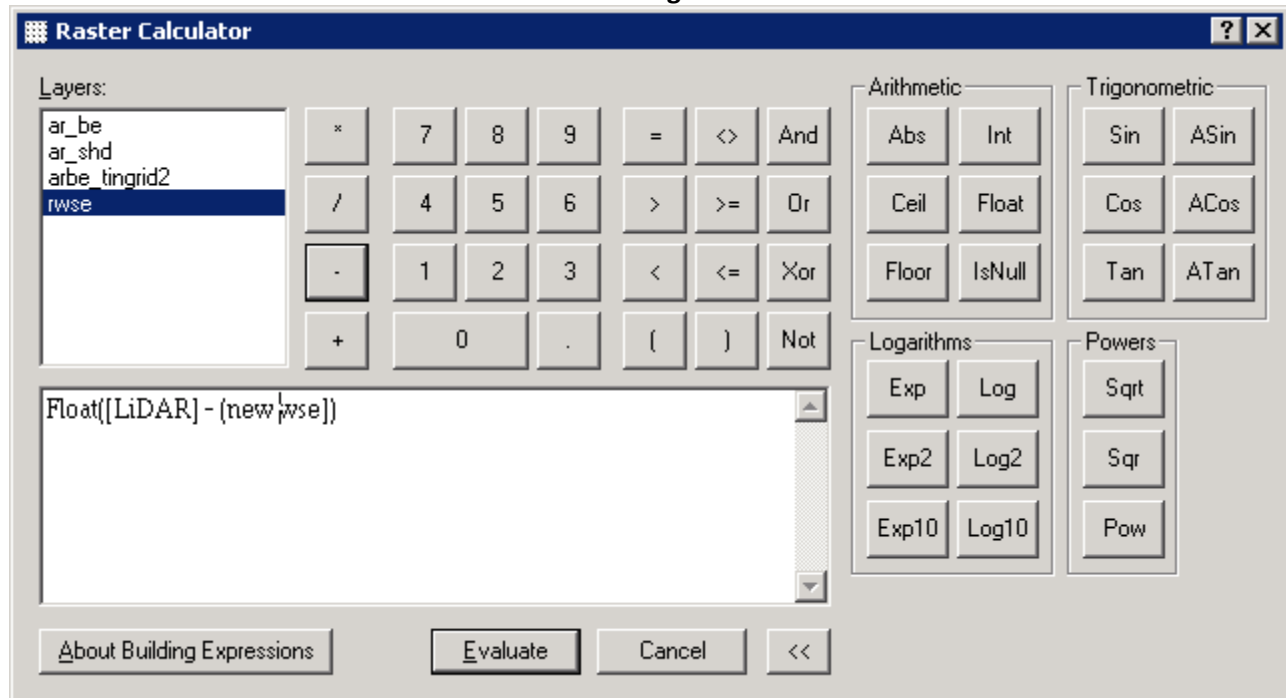 Raster Calculator
? X
Layers:
ar_be
ar_shd
arbe_tingrid2
rwse
* 7 8 9 = <> And
/ 4 5 6 > >= Or
- 1 2 3 < <= Xor
+ 0 . ( ) Not
Arithmetic
Abs Int
Ceil Float
Floor IsNull
Trigonometric
Sin ASin
Cos ACos
Tan ATan
Logarithms
Exp Log
Exp2 Log2
Exp10 Log10
Powers
Sqrt
Sqr
Pow
Float([LiDAR] - (new wse])
About Building Expressions Evaluate Cancel <<